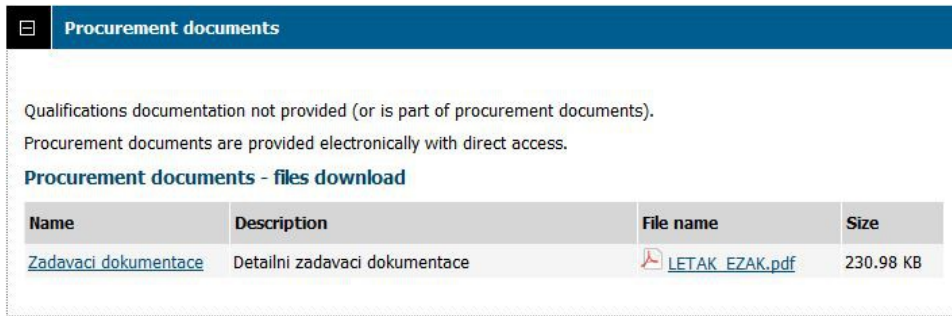 Procurement documents
Qualifications documentation not provided (or is part of procurement documents).
Procurement documents are provided electronically with direct access.
Procurement documents - files download
Name Description File name Size
Zadavaci dokumentace Detailni zadavaci dokumentace LETAK_EZAK.pdf 230.98 KB